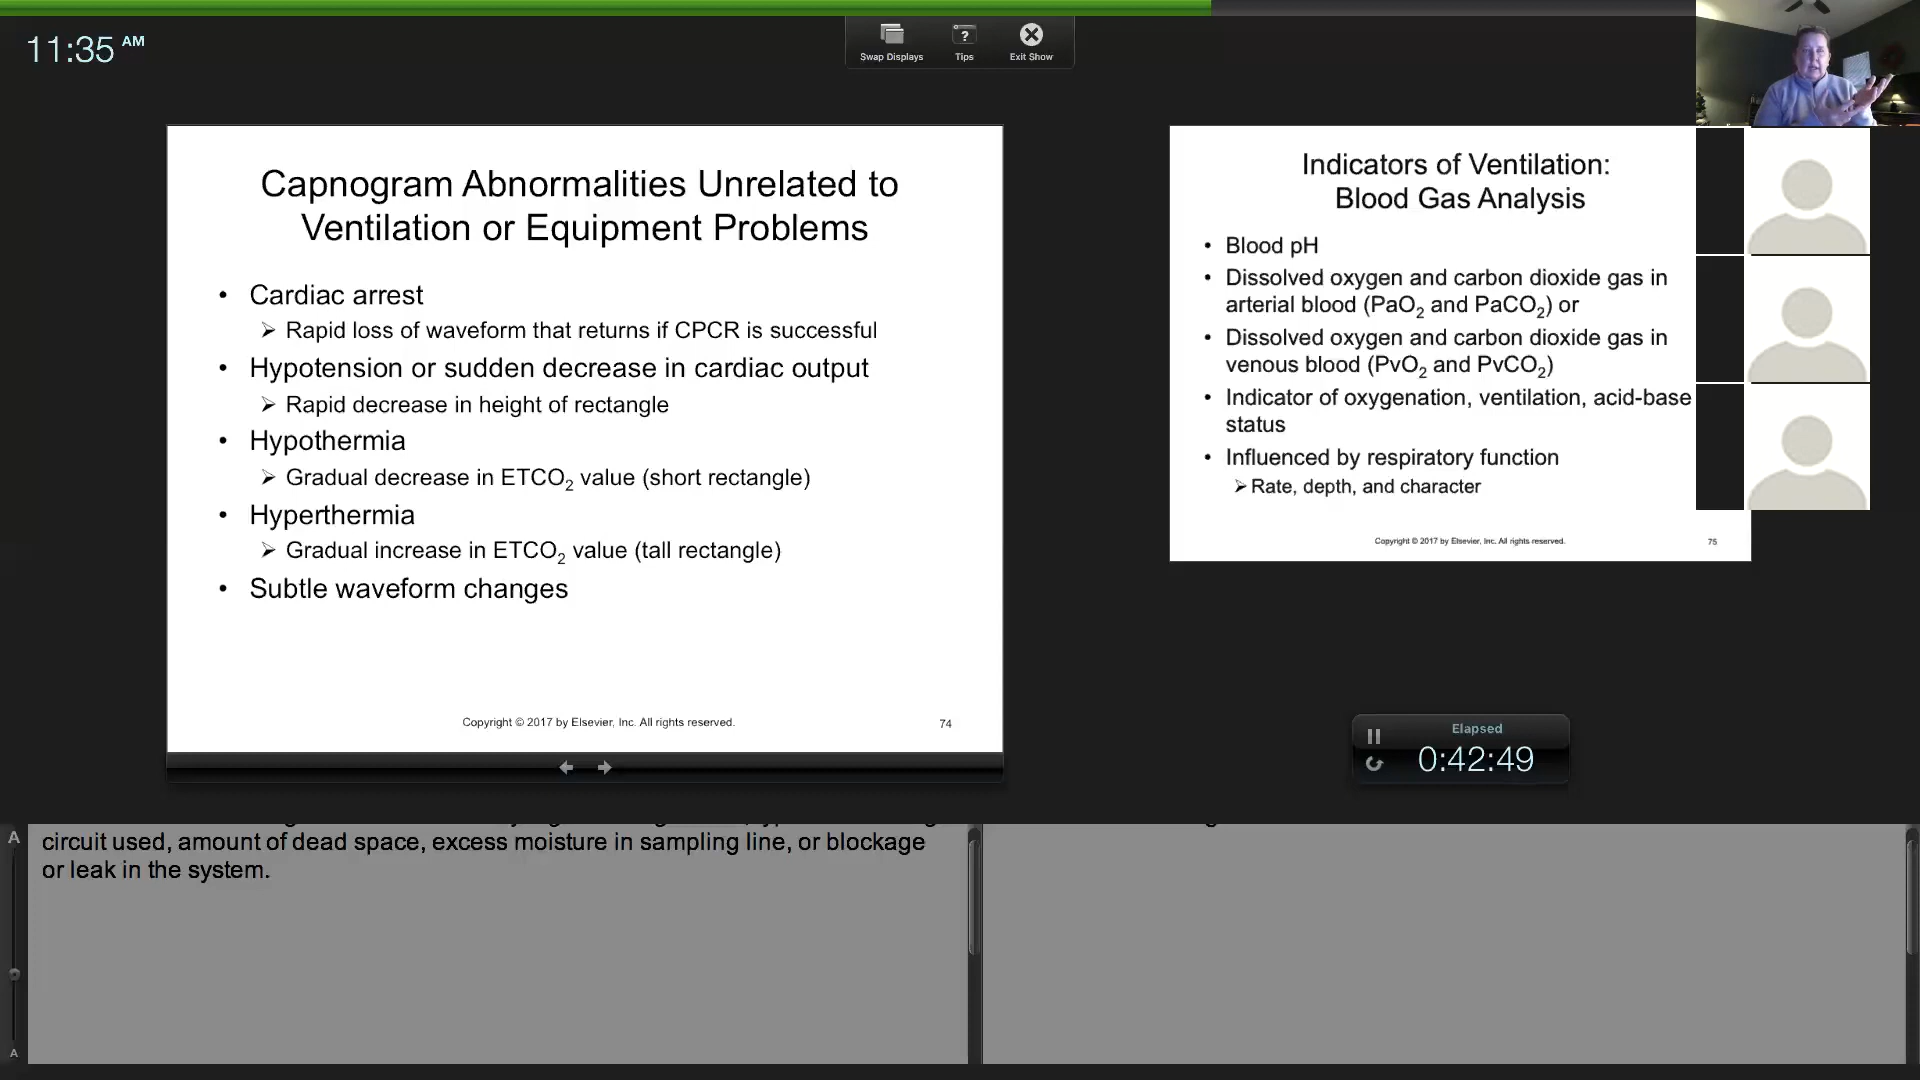 11:35 AM
Swap Displays
Tips
Exit Show
Capnogram Abnormalities Unrelated to
Ventilation or Equipment Problems
• Cardiac arrest
➢ Rapid loss of waveform that returns if CPCR is successful
• Hypotension or sudden decrease in cardiac output
➢ Rapid decrease in height of rectangle
• Hypothermia
➢ Gradual decrease in ETCO₂ value (short rectangle)
• Hyperthermia
➢ Gradual increase in ETCO₂ value (tall rectangle)
• Subtle waveform changes
Copyright © 2017 by Elsevier, Inc. All rights reserved.
74
Indicators of Ventilation:
Blood Gas Analysis
• Blood pH
• Dissolved oxygen and carbon dioxide gas in
arterial blood (PaO₂ and PaCO₂) or
• Dissolved oxygen and carbon dioxide gas in
venous blood (PvO₂ and PvCO₂)
• Indicator of oxygenation, ventilation, acid-base
status
• Influenced by respiratory function
➢ Rate, depth, and character
Copyright © 2017 by Elsevier, Inc. All rights reserved.
75
Elapsed
0:42:49
A
circuit used, amount of dead space, excess moisture in sampling line, or blockage
or leak in the system.
A